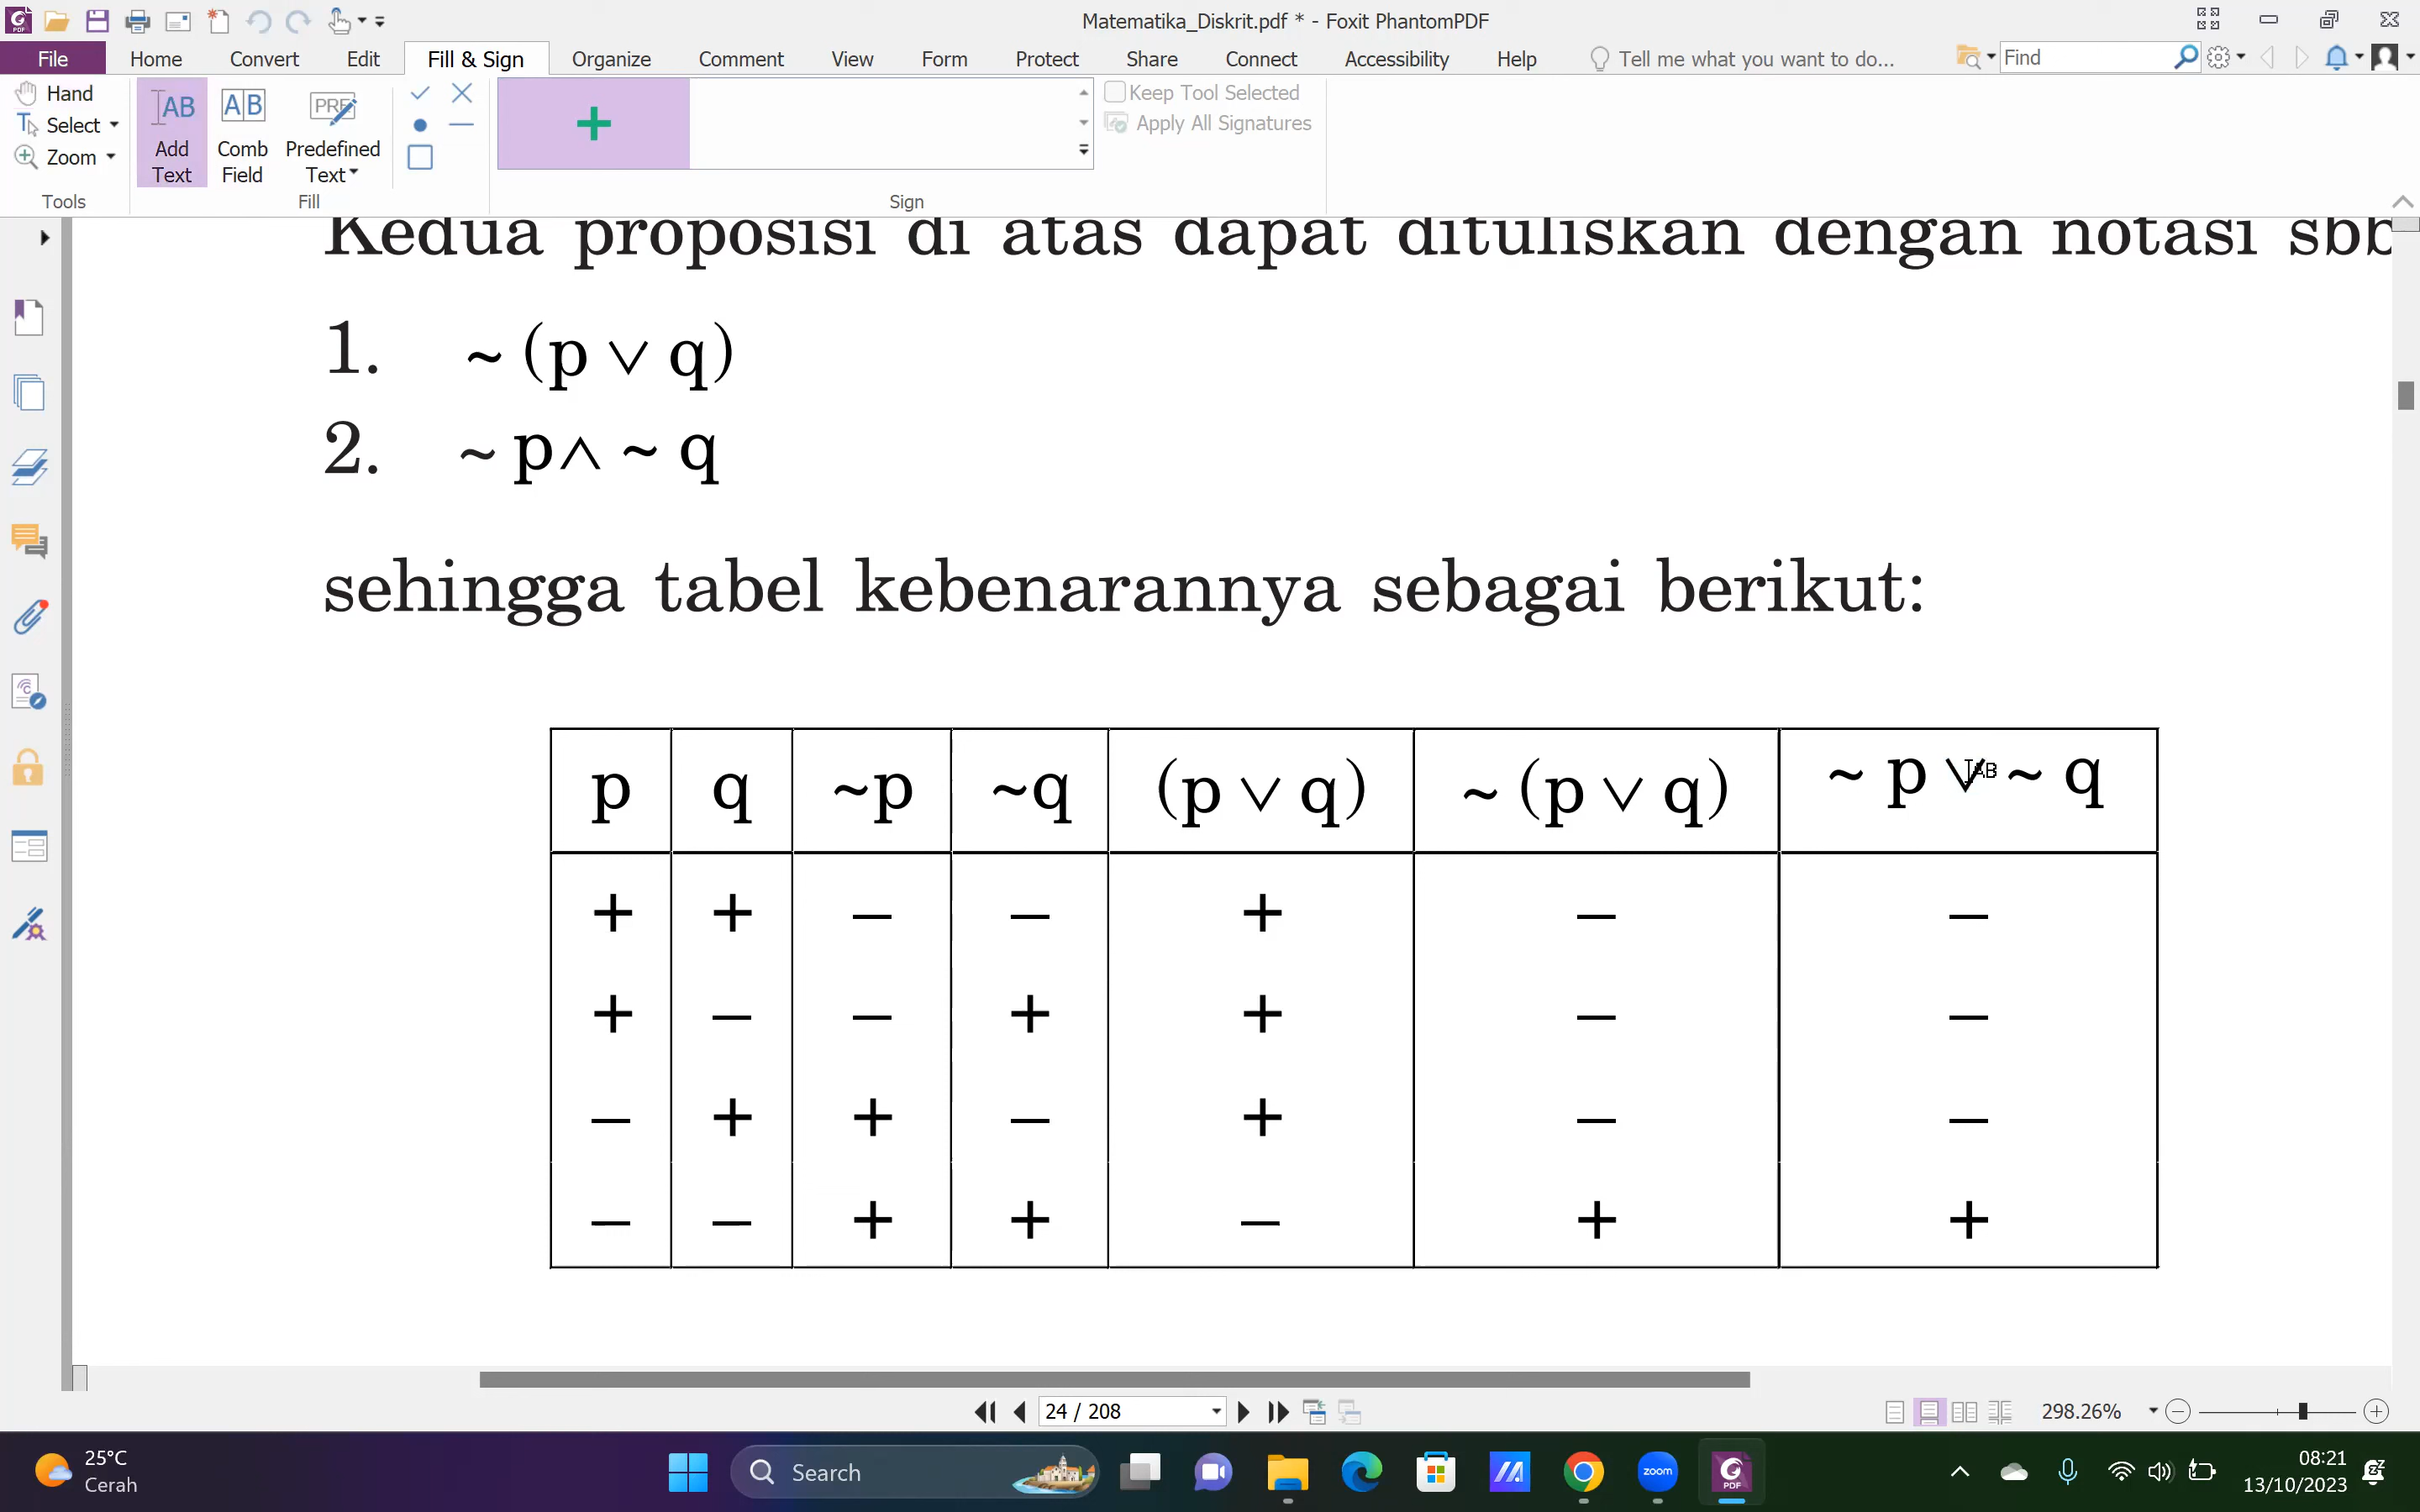 Matematika_Diskrit.pdf * - Foxit PhantomPDF
File Home Convert Edit Fill & Sign Organize Comment View Form Protect Share Connect Accessibility Help Tell me what you want to do... Find
Hand
Select
Zoom
Tools
Add Text
Comb Field
Predefined Text
Fill
Sign
Keep Tool Selected
Apply All Signatures
Kedua proposisi di atas dapat dituliskan dengan notasi sbb
1. ~ (p ∨ q)
2. ~ p ∧ ~ q
sehingga tabel kebenarannya sebagai berikut:
p q ~p ~q (p ∨ q) ~ (p ∨ q) ~ p ∨ ~ q
+ + – – + – –
+ – – + + – –
– + + – + – –
– – + + – + +
24 / 208
298.26%
25°C
Cerah
Search
zoom
PDF
08:21
13/10/2023